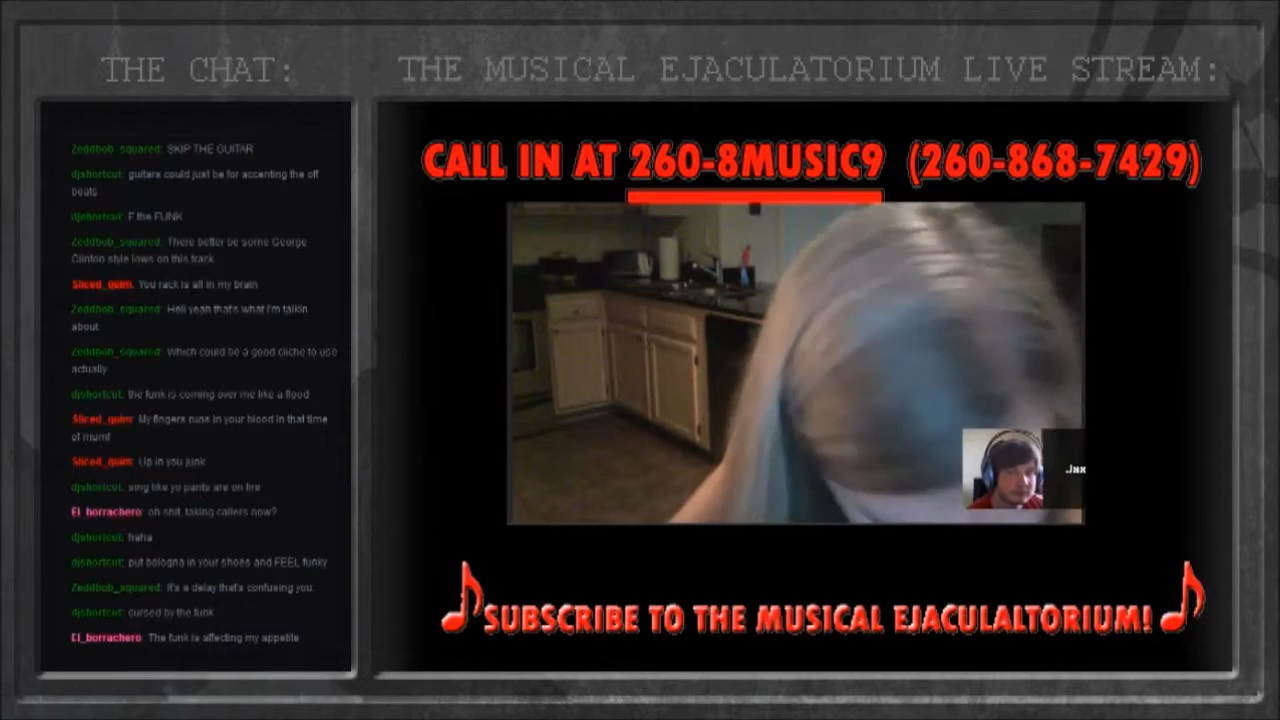 THE CHAT:
THE MUSICAL EJACULATORIUM LIVE STREAM:
Zeddbob_squared: SKIP THE GUITAR
djshortcut: guitars could just be for accenting the off
beats
djshortcut: F the FUNK
Zeddbob_squared: There better be some George
Clinton style lows on this track
Sliced_quim: You rack is all in my brain
Zeddbob_squared: Hell yeah that's what i'm talkin
about
Zeddbob_squared: Which could be a good cliche to use
actually
djshortcut: the funk is coming over me like a flood
Sliced_quim: My fingers runs in your blood in that time
of mumf
Sliced_quim: Up in you junk
djshortcut: sing like yo pants are on fire
El_borrachero: oh shit, taking callers now?
djshortcut: haha
djshortcut: put bologna in your shoes and FEEL funky
Zeddbob_squared: It's a delay that's confusing you
djshortcut: cursed by the funk
El_borrachero: The funk is affecting my appetite
CALL IN AT 260-8MUSIC9 (260-868-7429)
.Jax
SUBSCRIBE TO THE MUSICAL EJACULALTORIUM!